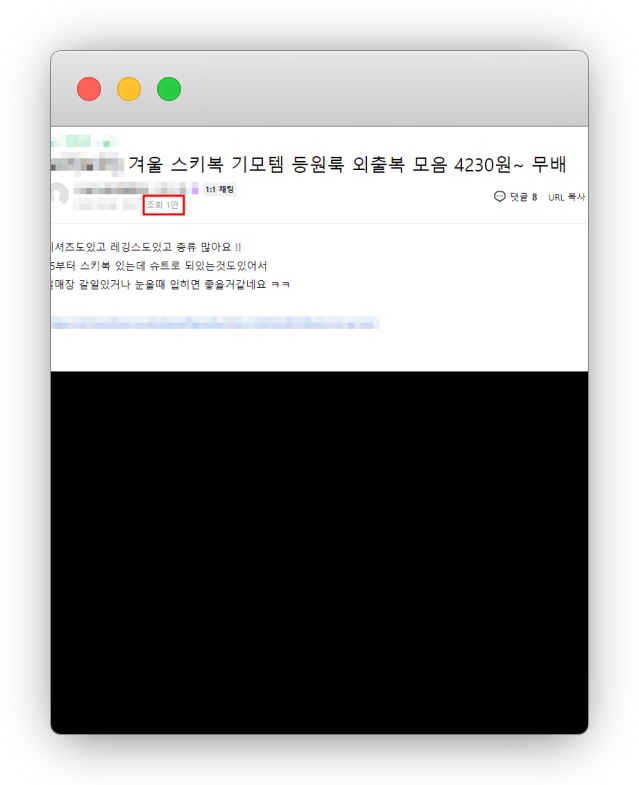 겨울 스키복 기모템 등원룩 외출복 모음 4230원~ 무배
1:1 채팅
조회 1만
댓글 8 URL 복사
셔츠도있고 레깅스도있고 종류 많아요 !!
5부터 스키복 있는데 슈트로 되있는것도있어서
매장 갈일있거나 눈올때 입히면 좋을거같네요 ㅋㅋ